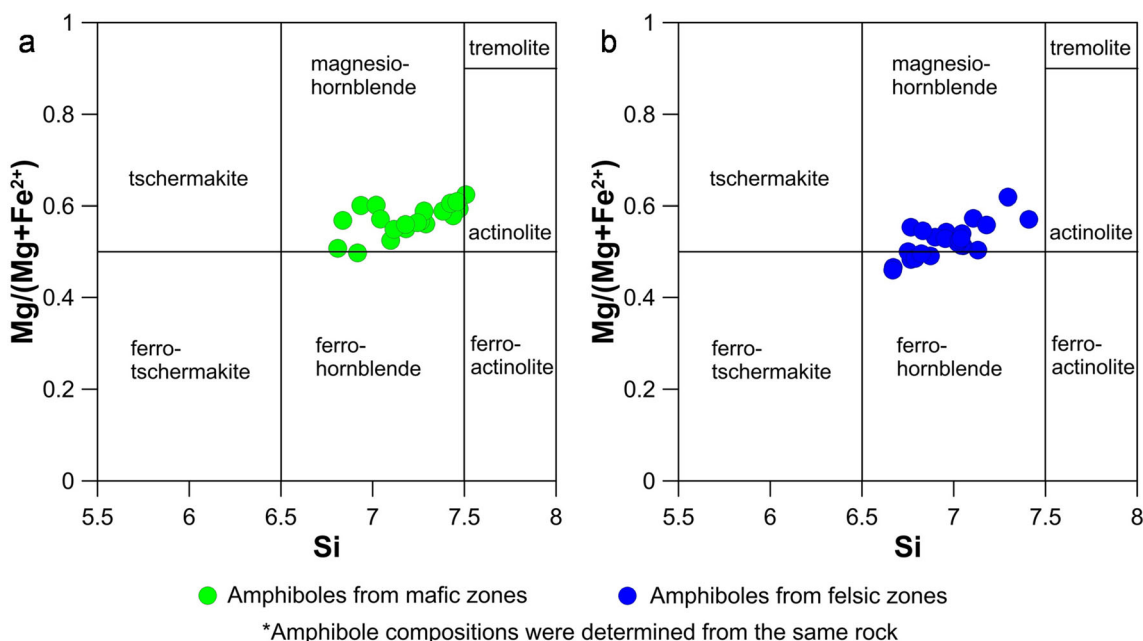 a
Mg/(Mg+Fe2+)
1
0.8
0.6
0.4
0.2
0
magnesio-
hornblende
tremolite
tschermakite
actinolite
ferro-
tschermakite
ferro-
hornblende
ferro-
actinolite
5.5 6 6.5 7 7.5 8
Si
b
Mg/(Mg+Fe2+)
1
0.8
0.6
0.4
0.2
0
magnesio-
hornblende
tremolite
tschermakite
actinolite
ferro-
tschermakite
ferro-
hornblende
ferro-
actinolite
5.5 6 6.5 7 7.5 8
Si
Amphiboles from mafic zones
Amphiboles from felsic zones
*Amphibole compositions were determined from the same rock